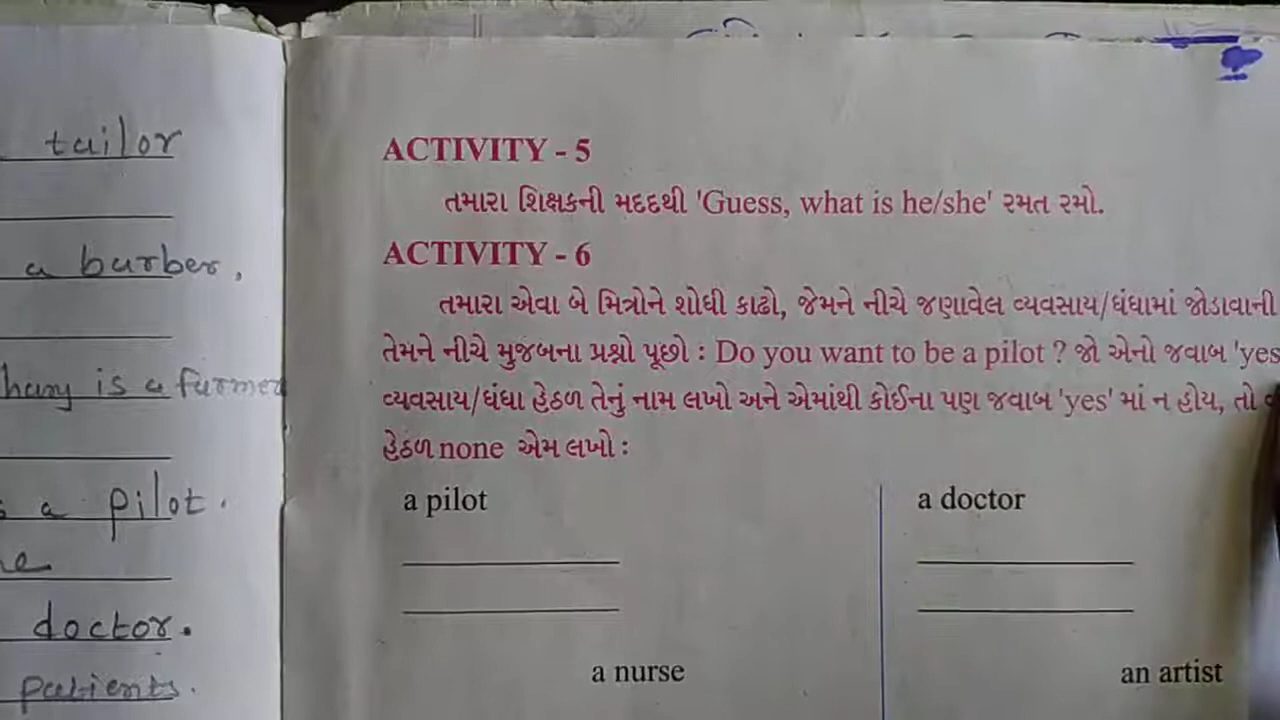 tailor
a burber,
is a furmer
a pilot.
doctor.
patients.
ACTIVITY - 5
તમારા શિક્ષકની મદદથી 'Guess, what is he/she' રમત રમો.
ACTIVITY - 6
તમારા એવા બે મિત્રોને શોધી કાઢો, જેમને નીચે જણાવેલ વ્યવસાય/ધંધામાં જોડાવાની
તેમને નીચે મુજબના પ્રશ્નો પૂછો : Do you want to be a pilot ? જો એનો જવાબ 'yes
વ્યવસાય/ધંધા હેઠળ તેનું નામ લખો અને એમાંથી કોઈના પણ જવાબ 'yes' માં ન હોય, તો
હેઠળ none એમ લખો :
a pilot
a doctor
a nurse
an artist